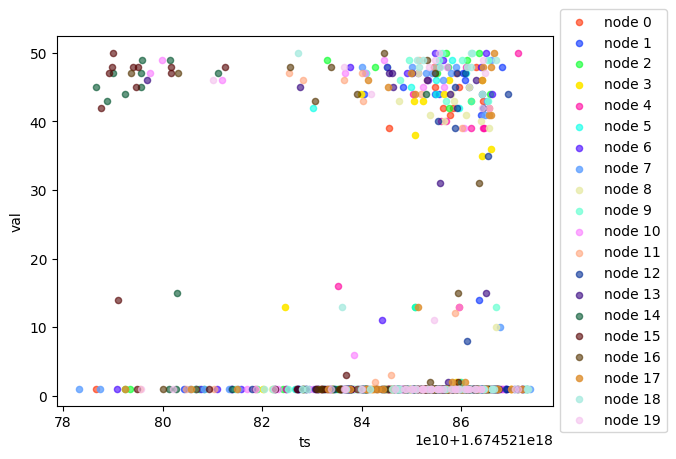 50
40
30
20
10
0
val
78
80
82
84
86
ts
1e10+1.674521e18
node 0
node 1
node 2
node 3
node 4
node 5
node 6
node 7
node 8
node 9
node 10
node 11
node 12
node 13
node 14
node 15
node 16
node 17
node 18
node 19